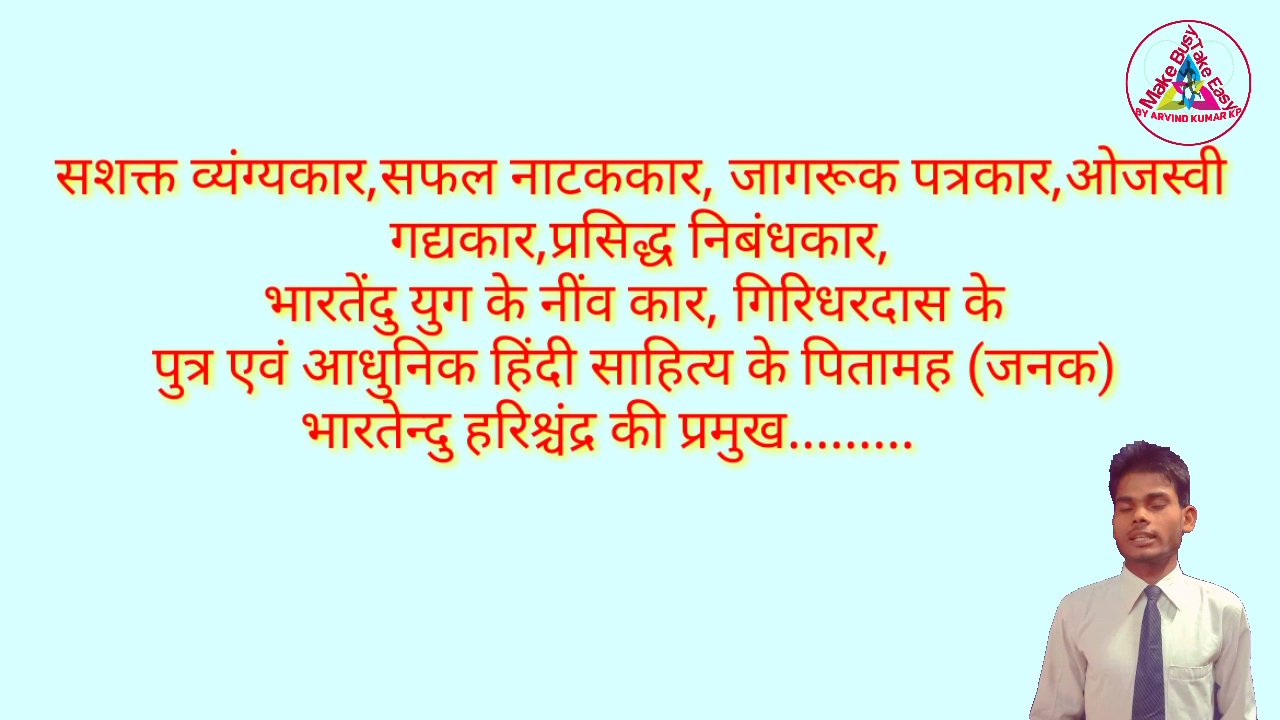 Make Busy Take Easy
BY ARVIND KUMAR KP
सशक्त व्यंग्यकार,सफल नाटककार, जागरूक पत्रकार,ओजस्वी
गद्यकार,प्रसिद्ध निबंधकार,
भारतेंदु युग के नींव कार, गिरिधरदास के
पुत्र एवं आधुनिक हिंदी साहित्य के पितामह (जनक)
भारतेन्दु हरिश्चंद्र की प्रमुख.........